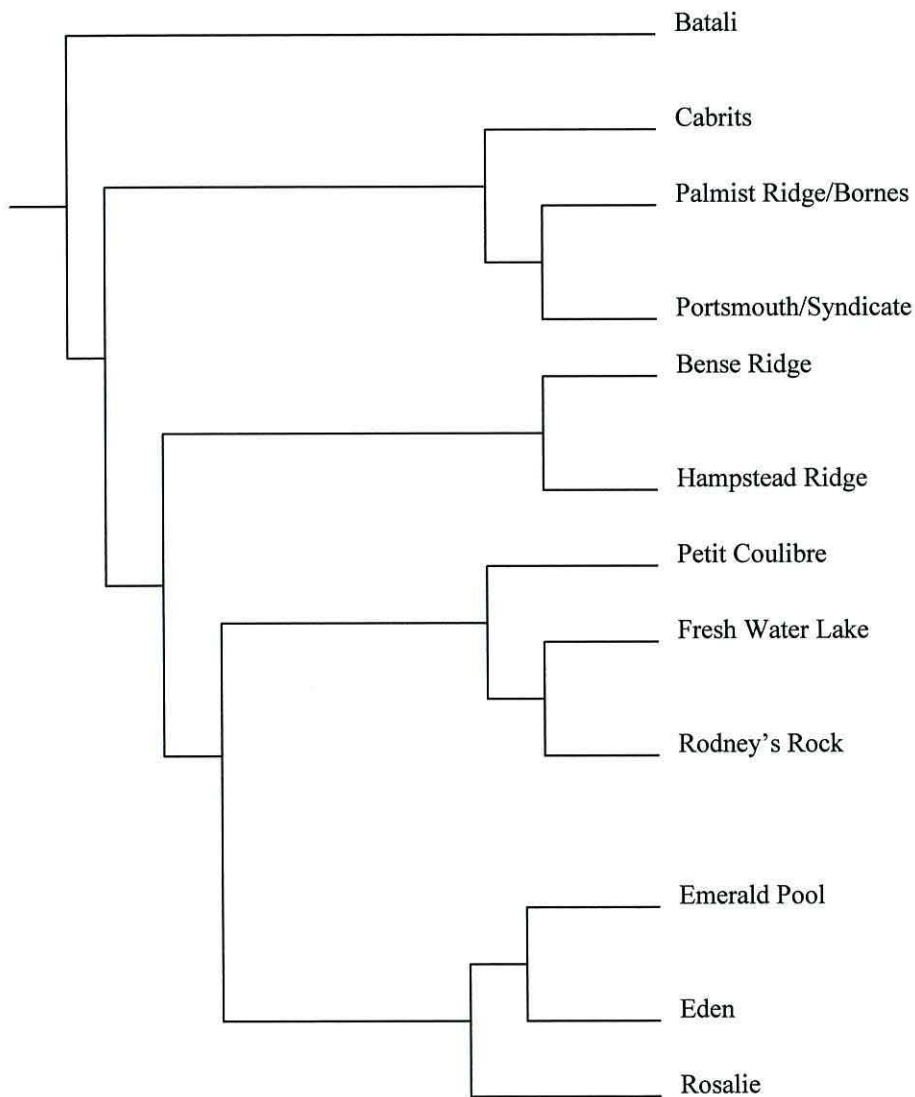 Batali
Cabrits
Palmist Ridge/Bornes
Portsmouth/Syndicate
Bense Ridge
Hampstead Ridge
Petit Coulibre
Fresh Water Lake
Rodney's Rock
Emerald Pool
Eden
Rosalie